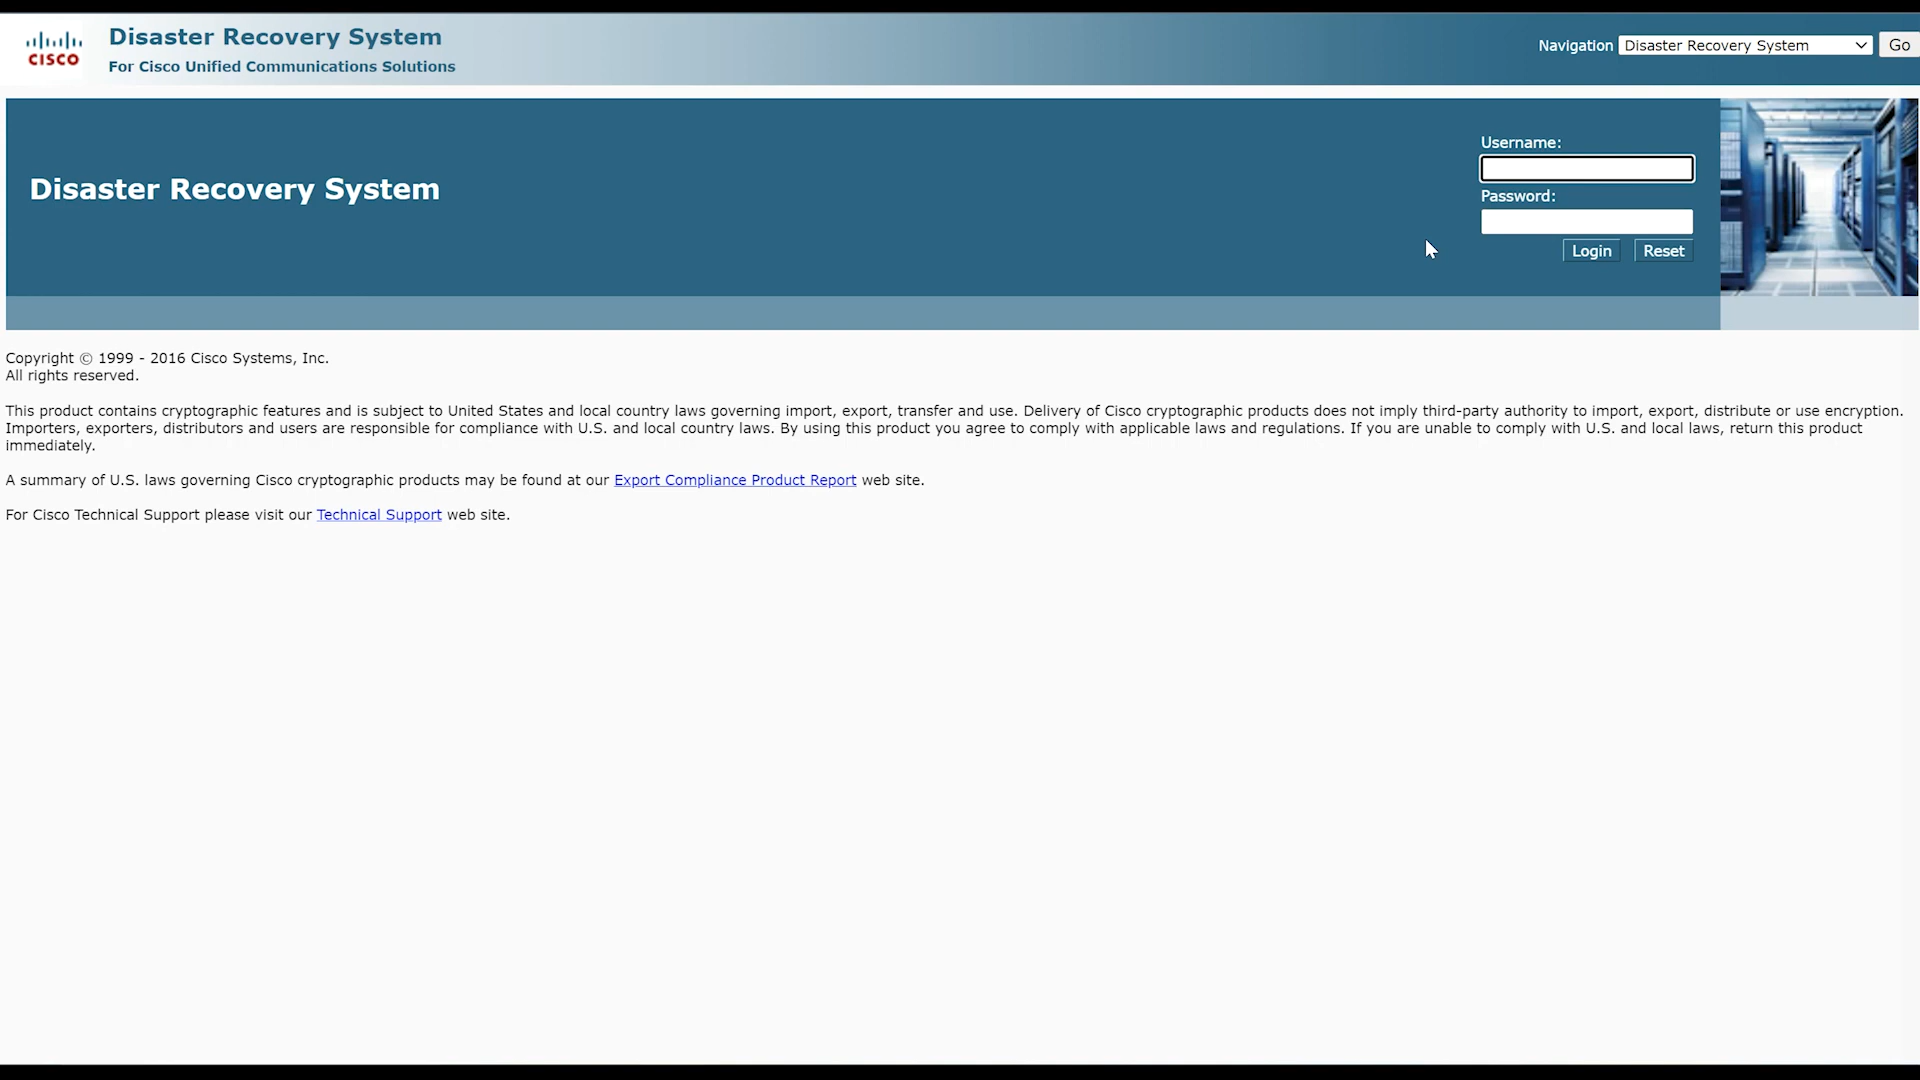 CISCO
Disaster Recovery System
For Cisco Unified Communications Solutions
Navigation Disaster Recovery System Go
Disaster Recovery System
Username:
Password:
Login Reset
Copyright © 1999 - 2016 Cisco Systems, Inc.
All rights reserved.
This product contains cryptographic features and is subject to United States and local country laws governing import, export, transfer and use. Delivery of Cisco cryptographic products does not imply third-party authority to import, export, distribute or use encryption.
Importers, exporters, distributors and users are responsible for compliance with U.S. and local country laws. By using this product you agree to comply with applicable laws and regulations. If you are unable to comply with U.S. and local laws, return this product
immediately.
A summary of U.S. laws governing Cisco cryptographic products may be found at our Export Compliance Product Report web site.
For Cisco Technical Support please visit our Technical Support web site.